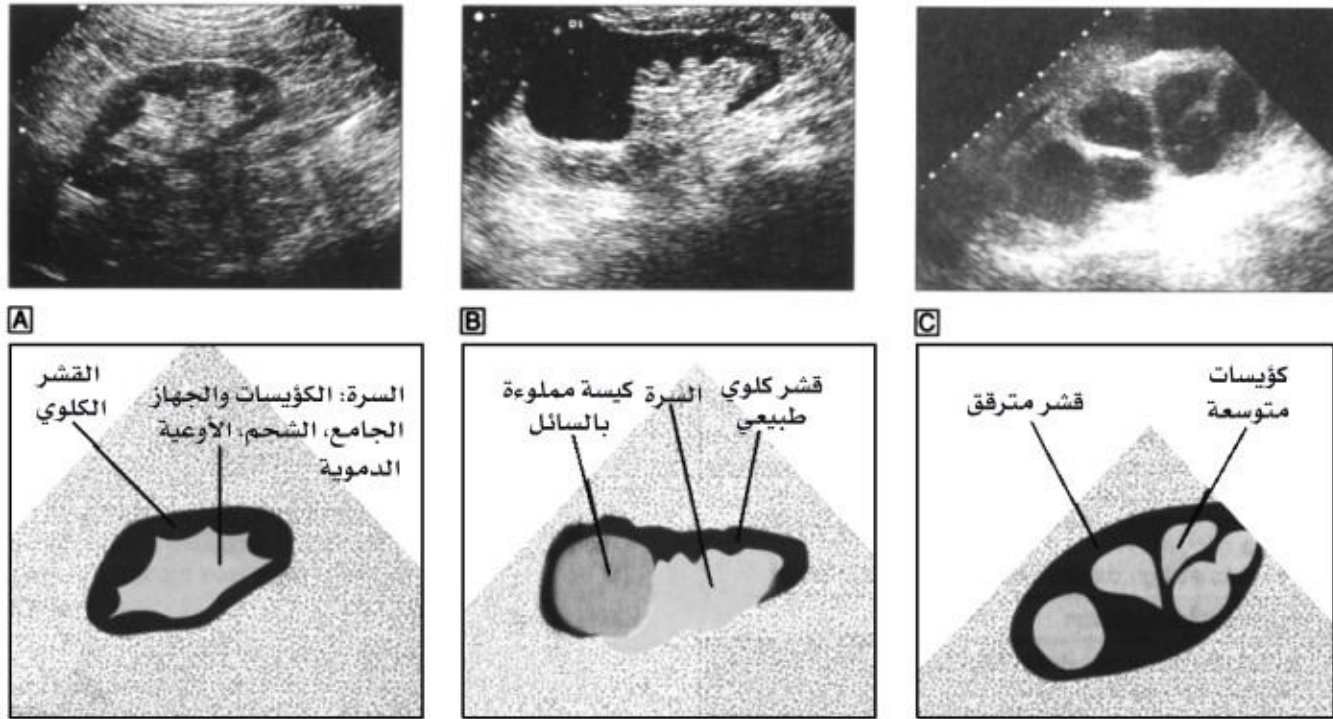 A
B
C
القشر
الكلوي
السرة: الكؤيسات والجهاز
الجامع، الشحم، الأوعية
الدموية
كيسة مملوءة
بالسائل
السرة
قشر كلوي
طبيعي
قشر مترقق
كؤيسات
متوسعة